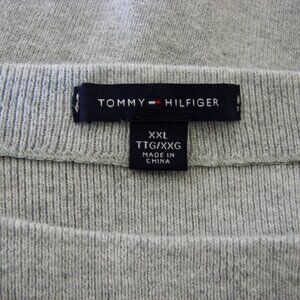 TOMMY HILFIGER
XXL
TTG/XXG
MADE IN
CHINA